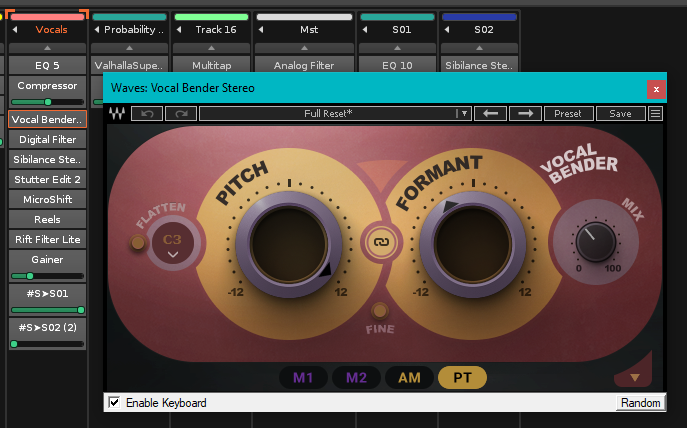 Vocals
Probability ..
Track 16
Mst
S01
S02
EQ 5
ValhallaSupe..
Multitap
Analog Filter
EQ 10
Sibilance Ste..
Compressor
Vocal Bender..
Digital Filter
Sibilance Ste..
Stutter Edit 2
MicroShift
Reels
Rift Filter Lite
Gainer
#S➤S01
#S➤S02 (2)
Waves: Vocal Bender Stereo
x
Full Reset*
Preset
Save
PITCH
FORMANT
VOCAL
BENDER
FLATTEN
C3
MIX
0 100
-12 12
-12 12
FINE
M1
M2
AM
PT
Enable Keyboard
Random